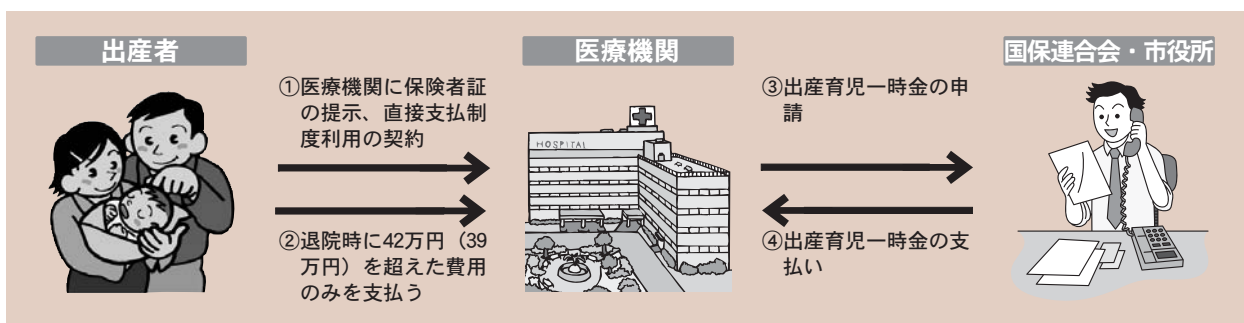 出産者
医療機関
国保連合会・市役所
①医療機関に保険者証
の提示、直接支払制
度利用の契約
②退院時に42万円（39
万円）を超えた費用
のみを支払う
HOSPITAL
③出産育児一時金の申
請
④出産育児一時金の支
払い